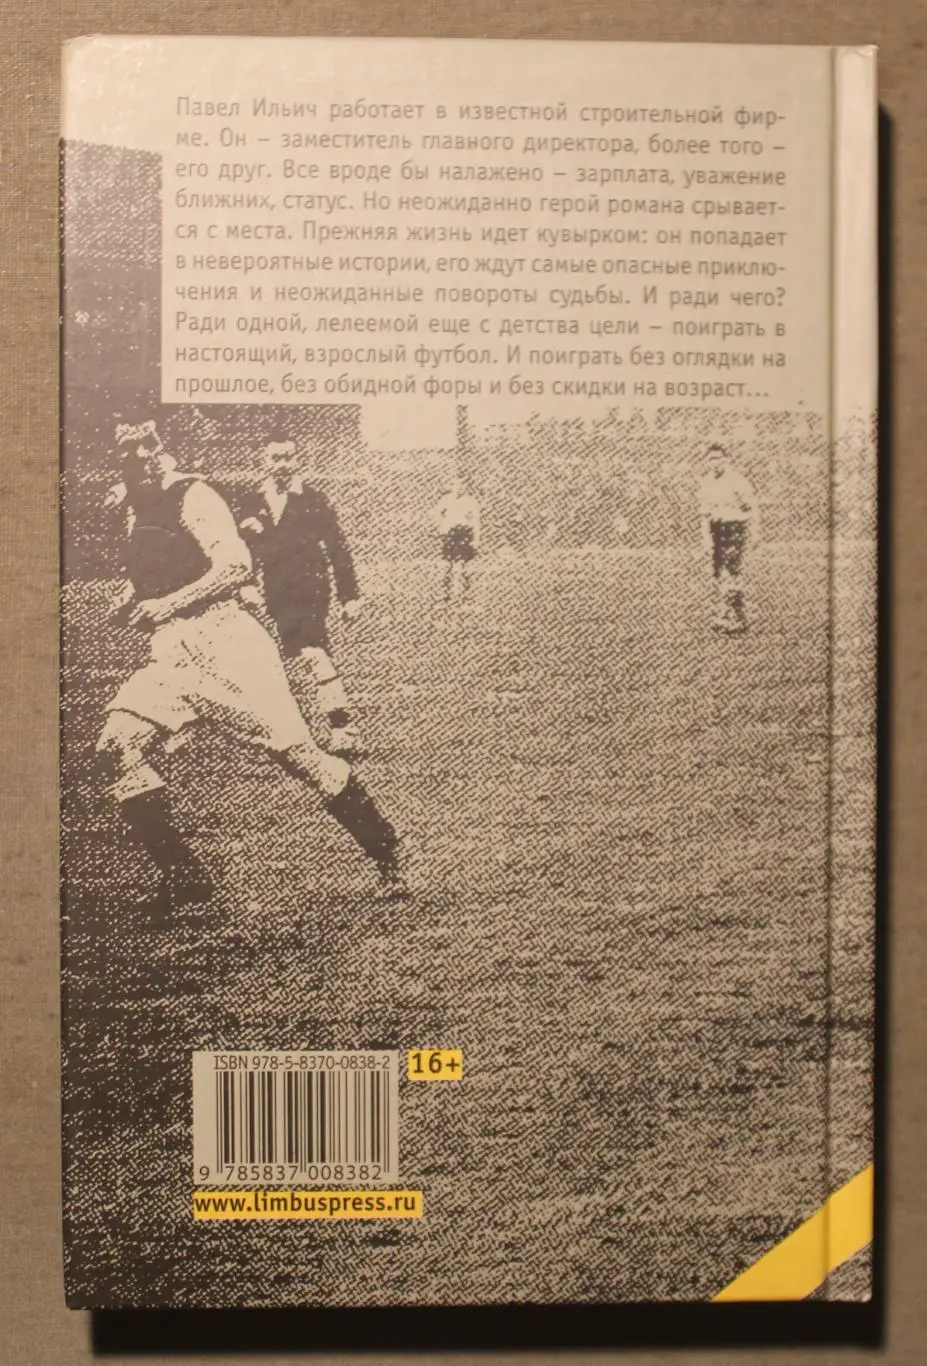 Павел Ильич работает в известной строительной фир-
ме. Он – заместитель главного директора, более того –
его друг. Все вроде бы налажено – зарплата, уважение
ближних, статус. Но неожиданно герой романа срывает-
ся с места. Прежняя жизнь идет кувырком: он попадает
в невероятные истории, его ждут самые опасные приклю-
чения и неожиданные повороты судьбы. И ради чего?
Ради одной, лелеемой еще с детства цели – поиграть в
настоящий, взрослый футбол. И поиграть без оглядки на
прошлое, без обидной форы и без скидки на возраст...
ISBN 978-5-8370-0838-2
16+
9 785837 008382
www.limbuspress.ru